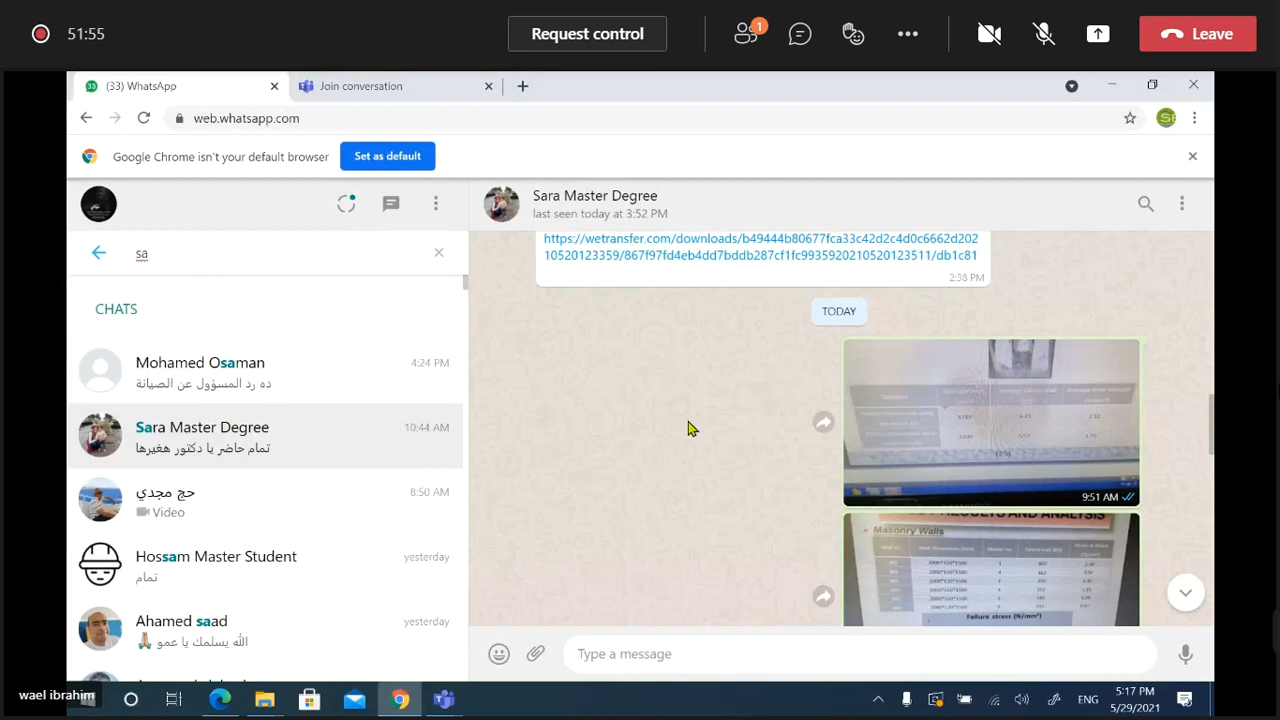 51:55
Request control
1
Leave
(33) WhatsApp
Join conversation
web.whatsapp.com
Google Chrome isn't your default browser
Set as default
Sara Master Degree
last seen today at 3:52 PM
sa
https://wetransfer.com/downloads/b49444b80677fca33c42d2c4d0c6662d202
10520123359/867f97fd4eb4dd7bddb287cf1fc9935920210520123511/db1c81
2:38 PM
TODAY
CHATS
Mohamed Osaman
4:24 PM
ده رد المسؤول عن الصيانة
Sara Master Degree
10:44 AM
تمام حاضر يا دكتور هغيرها
حج مجدي
8:50 AM
Video
Hossam Master Student
yesterday
تمام
Ahamed saad
yesterday
الله يسلمك يا عمو
(25)
9:51 AM
RESULTS AND ANALYSIS
Masonry Walls
Failure stress (N/mm²)
Type a message
wael ibrahim
ENG
5:17 PM
5/29/2021